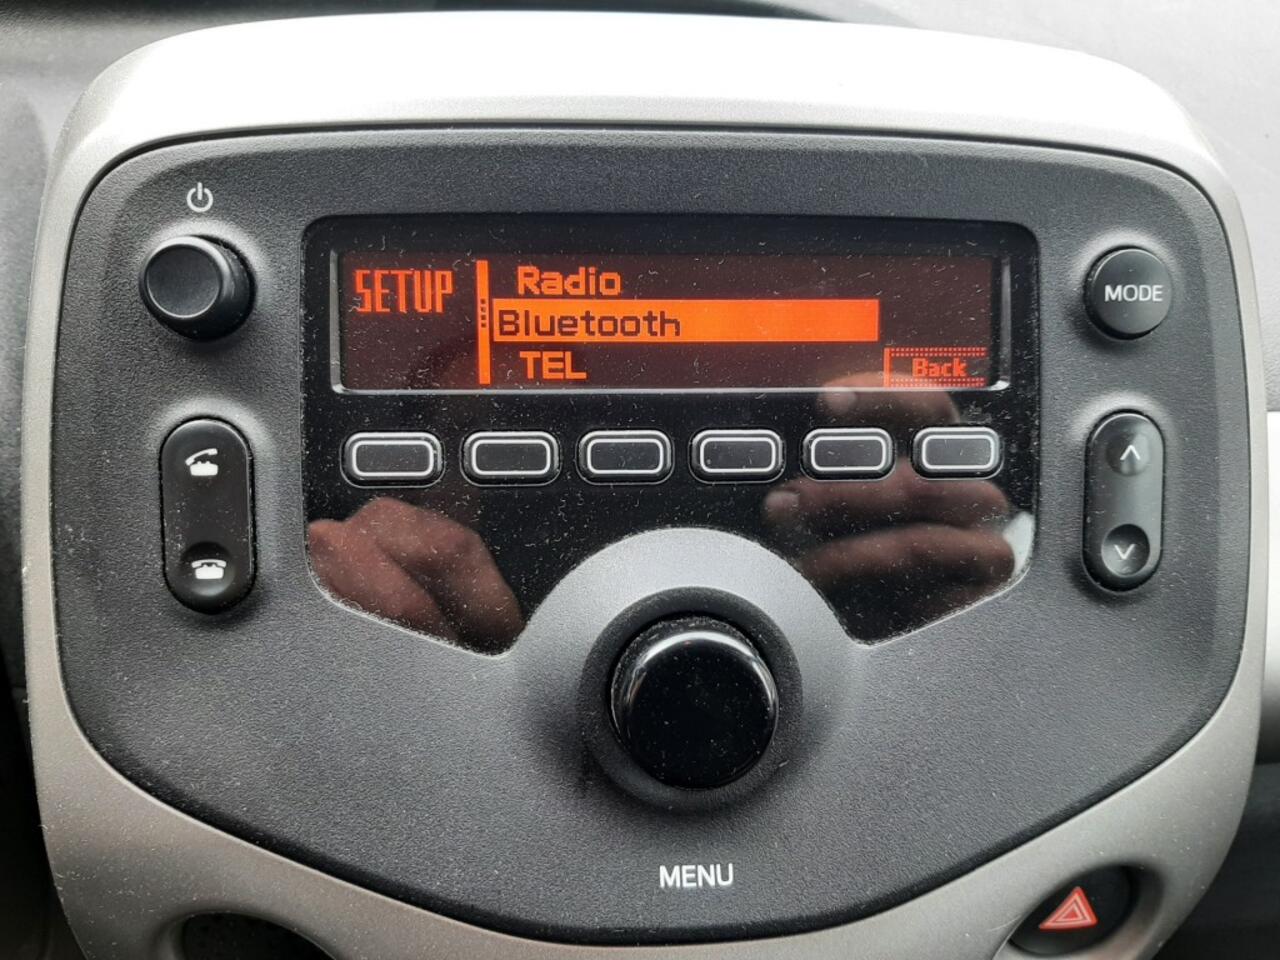 SETUP
Radio
Bluetooth
TEL
Back
MODE
MENU